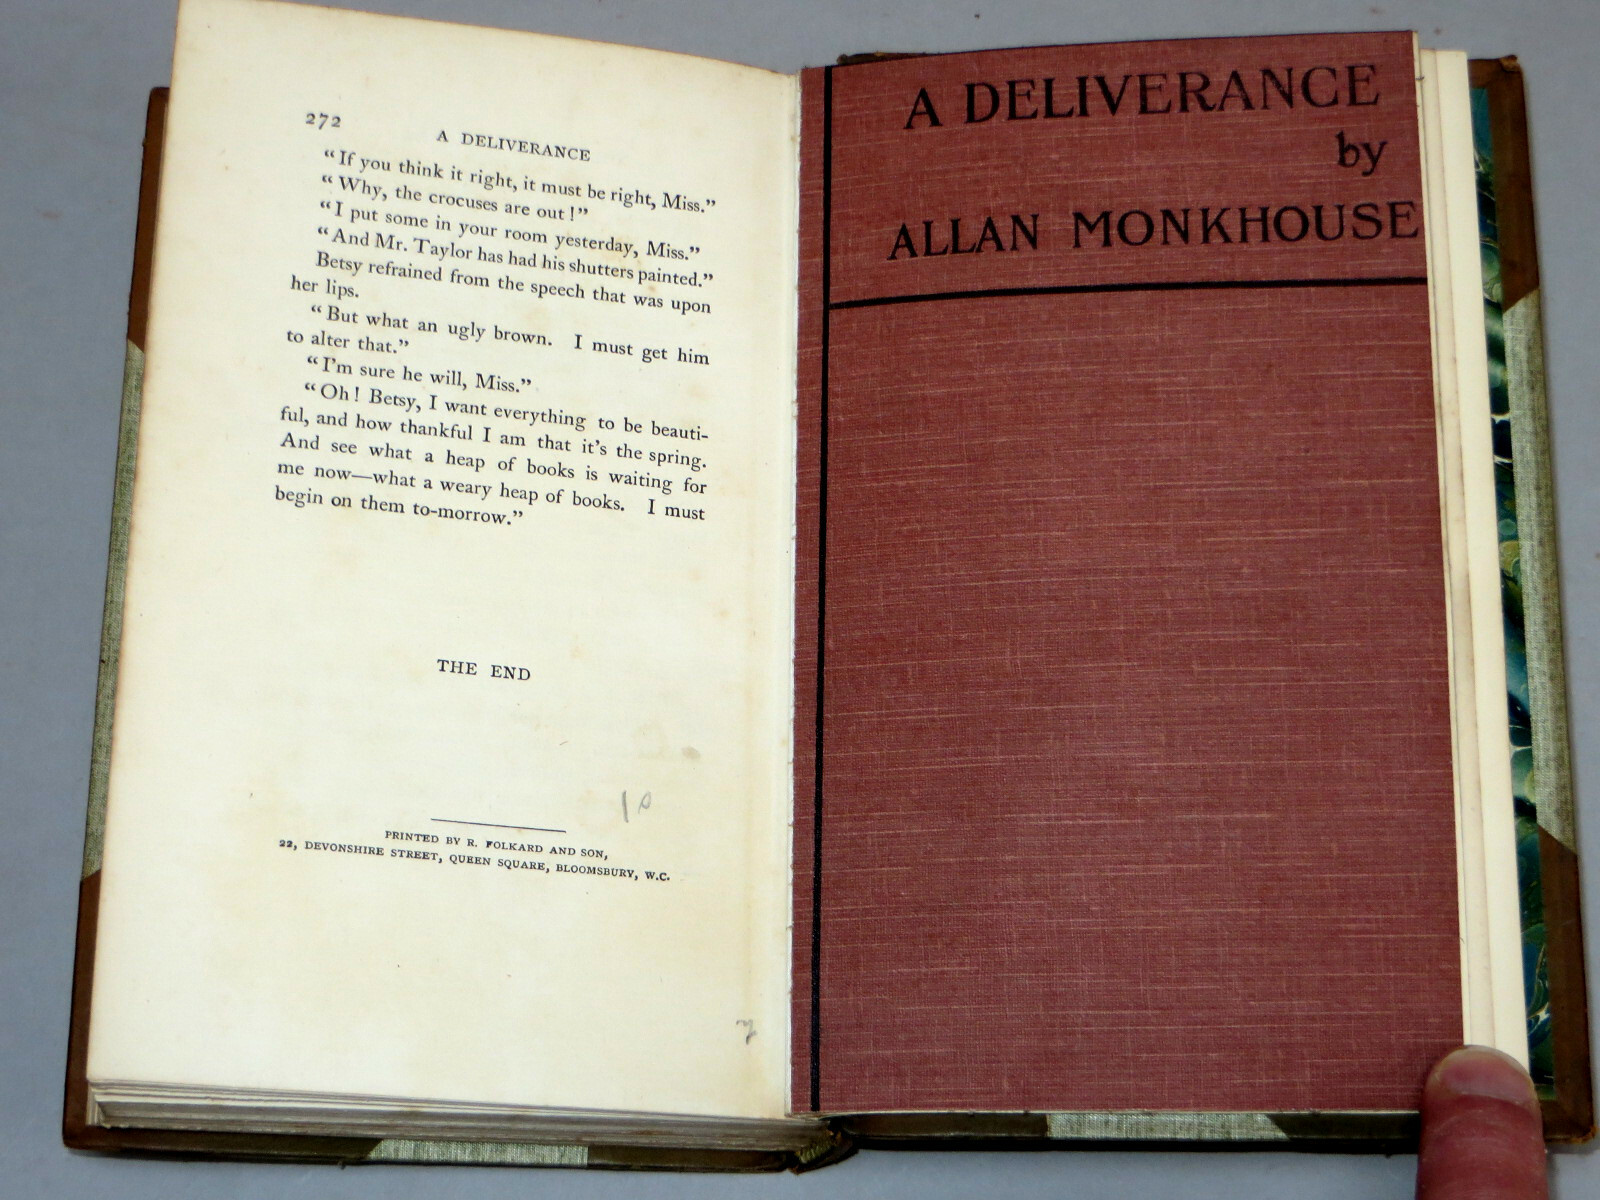 272
A DELIVERANCE
“If you think it right, it must be right, Miss.”
“Why, the crocuses are out!”
“I put some in your room yesterday, Miss.”
“And Mr. Taylor has had his shutters painted.”
Betsy refrained from the speech that was upon
her lips.
“But what an ugly brown. I must get him
to alter that.”
“I'm sure he will, Miss.”
“Oh! Betsy, I want everything to be beauti-
ful, and how thankful I am that it's the spring.
And see what a heap of books is waiting for
me now—what a weary heap of books. I must
begin on them to-morrow.”
THE END
PRINTED BY R. FOLKARD AND SON,
22, DEVONSHIRE STREET, QUEEN SQUARE, BLOOMSBURY, W.C.
A DELIVERANCE
by
ALLAN MONKHOUSE